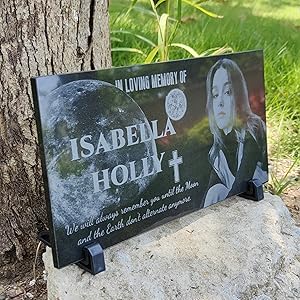 IN LOVING MEMORY OF
ISABELLA
HOLLY
We will always remember you until the Moon
and the Earth don't alternate anymore.